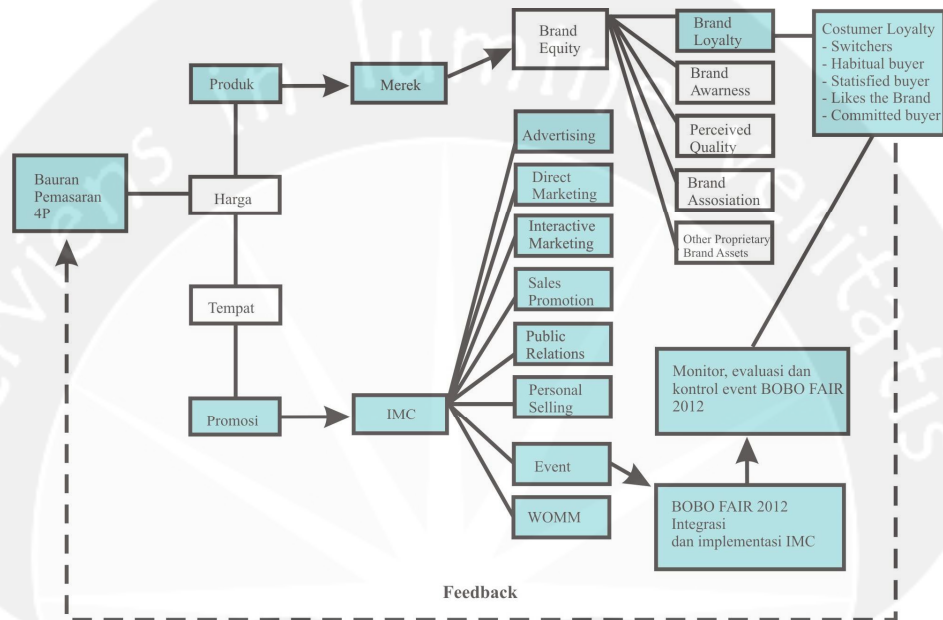 Bauran
Pemasaran
4P
Produk
Harga
Tempat
Promosi
Merek
IMC
Brand
Equity
Advertising
Direct
Marketing
Interactive
Marketing
Sales
Promotion
Public
Relations
Personal
Selling
Event
WOMM
Brand
Loyalty
Brand
Awarness
Perceived
Quality
Brand
Assosiation
Other Proprietary
Brand Assets
Costumer Loyalty
- Switchers
- Habitual buyer
- Statisfied buyer
- Likes the Brand
- Committed buyer
Monitor, evaluasi dan
kontrol event BOBO FAIR
2012
BOBO FAIR 2012
Integrasi
dan implementasi IMC
Feedback
in lumine veritatis